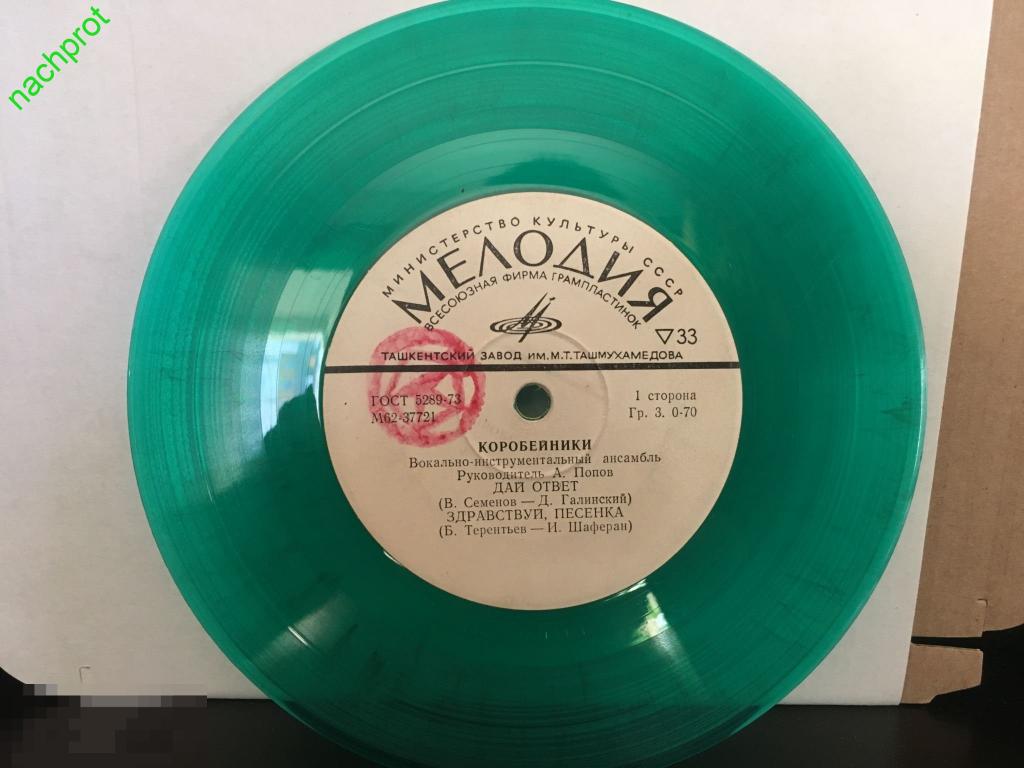 nachprot
МИНИСТЕРСТВО КУЛЬТУРЫ СССР
МЕЛОДИЯ
ВСЕСОЮЗНАЯ ФИРМА ГРАМПЛАСТИНОК
▽33
ТАШКЕНТСКИЙ ЗАВОД ИМ. М.Т. ТАШМУХАМЕДОВА
ГОСТ 5289-73
1 сторона
М62-37721
Гр. 3. 0-70
КОРОБЕЙНИКИ
Вокально-инструментальный ансамбль
Руководитель А. Попов
ДАЙ ОТВЕТ
(В. Семенов — Д. Галинский)
ЗДРАВСТВУЙ, ПЕСЕНКА
(Б. Терентьев — И. Шаферан)